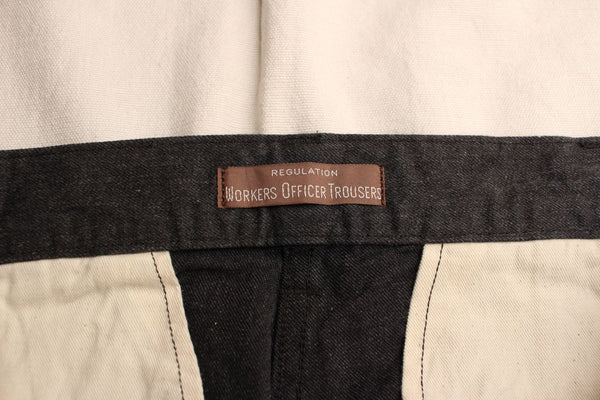 REGULATION
WORKERS OFFICER TROUSERS